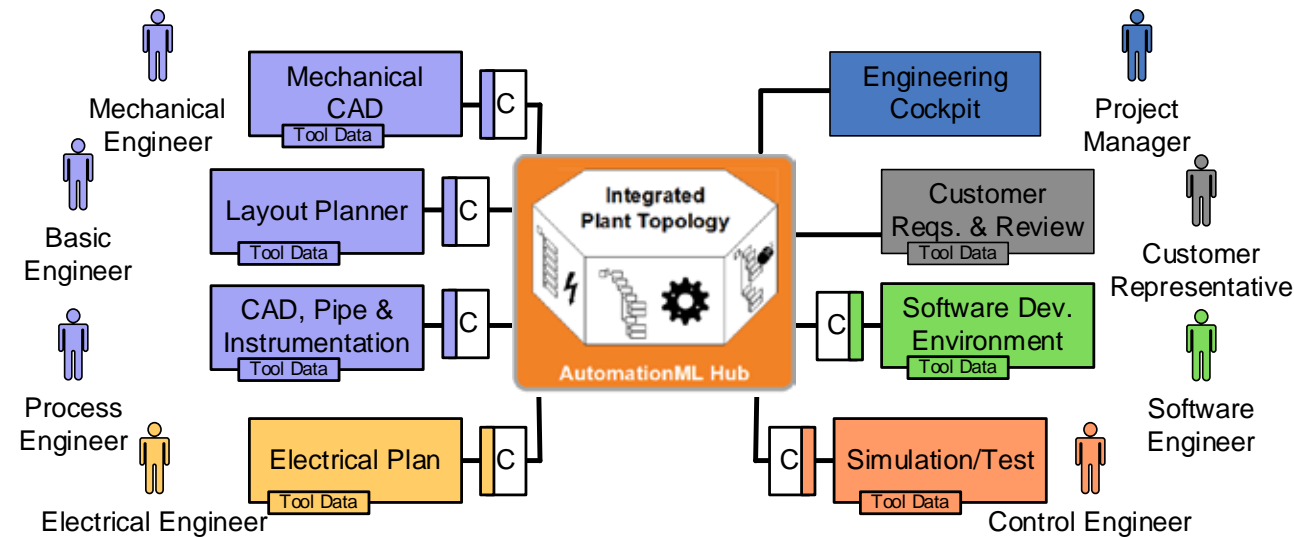 Mechanical
CAD
Tool Data
C
Mechanical
Engineer
Layout Planner
Tool Data
C
Basic
Engineer
CAD, Pipe &
Instrumentation
Tool Data
C
Process
Engineer
Electrical Plan
Tool Data
C
Electrical Engineer
Integrated
Plant Topology
AutomationML Hub
Engineering
Cockpit
Project
Manager
Customer
Reqs. & Review
Tool Data
Customer
Representative
C
Software Dev.
Environment
Tool Data
Software
Engineer
C
Simulation/Test
Tool Data
Control Engineer